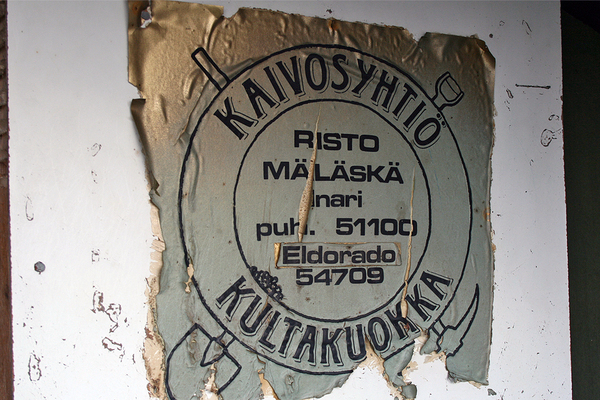 KAIVOSYHTIÖ
RISTO
MÄLÄSKÄ
Inari
puh. 51100
Eldorado
54709
KULTAKUOKKA